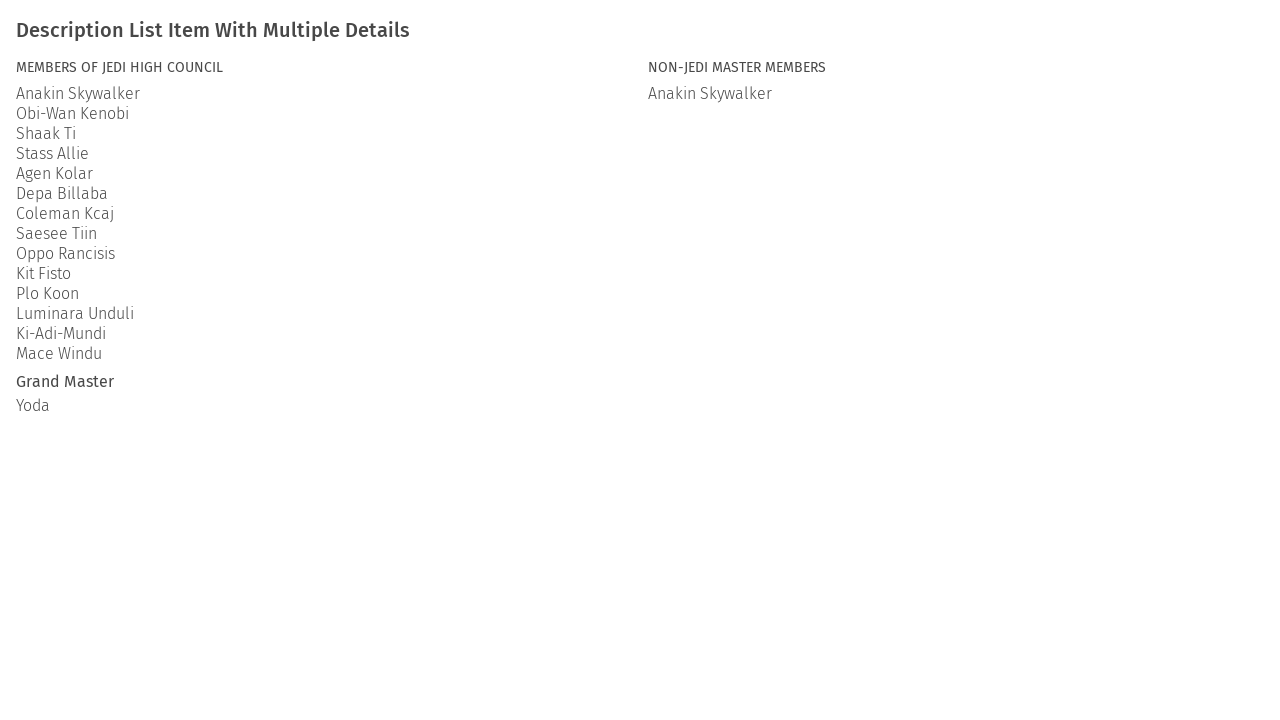 Description List Item With Multiple Details
MEMBERS OF JEDI HIGH COUNCIL
Anakin Skywalker
Obi-Wan Kenobi
Shaak Ti
Stass Allie
Agen Kolar
Depa Billaba
Coleman Kcaj
Saesee Tiin
Oppo Rancisis
Kit Fisto
Plo Koon
Luminara Unduli
Ki-Adi-Mundi
Mace Windu
Grand Master
Yoda
NON-JEDI MASTER MEMBERS
Anakin Skywalker